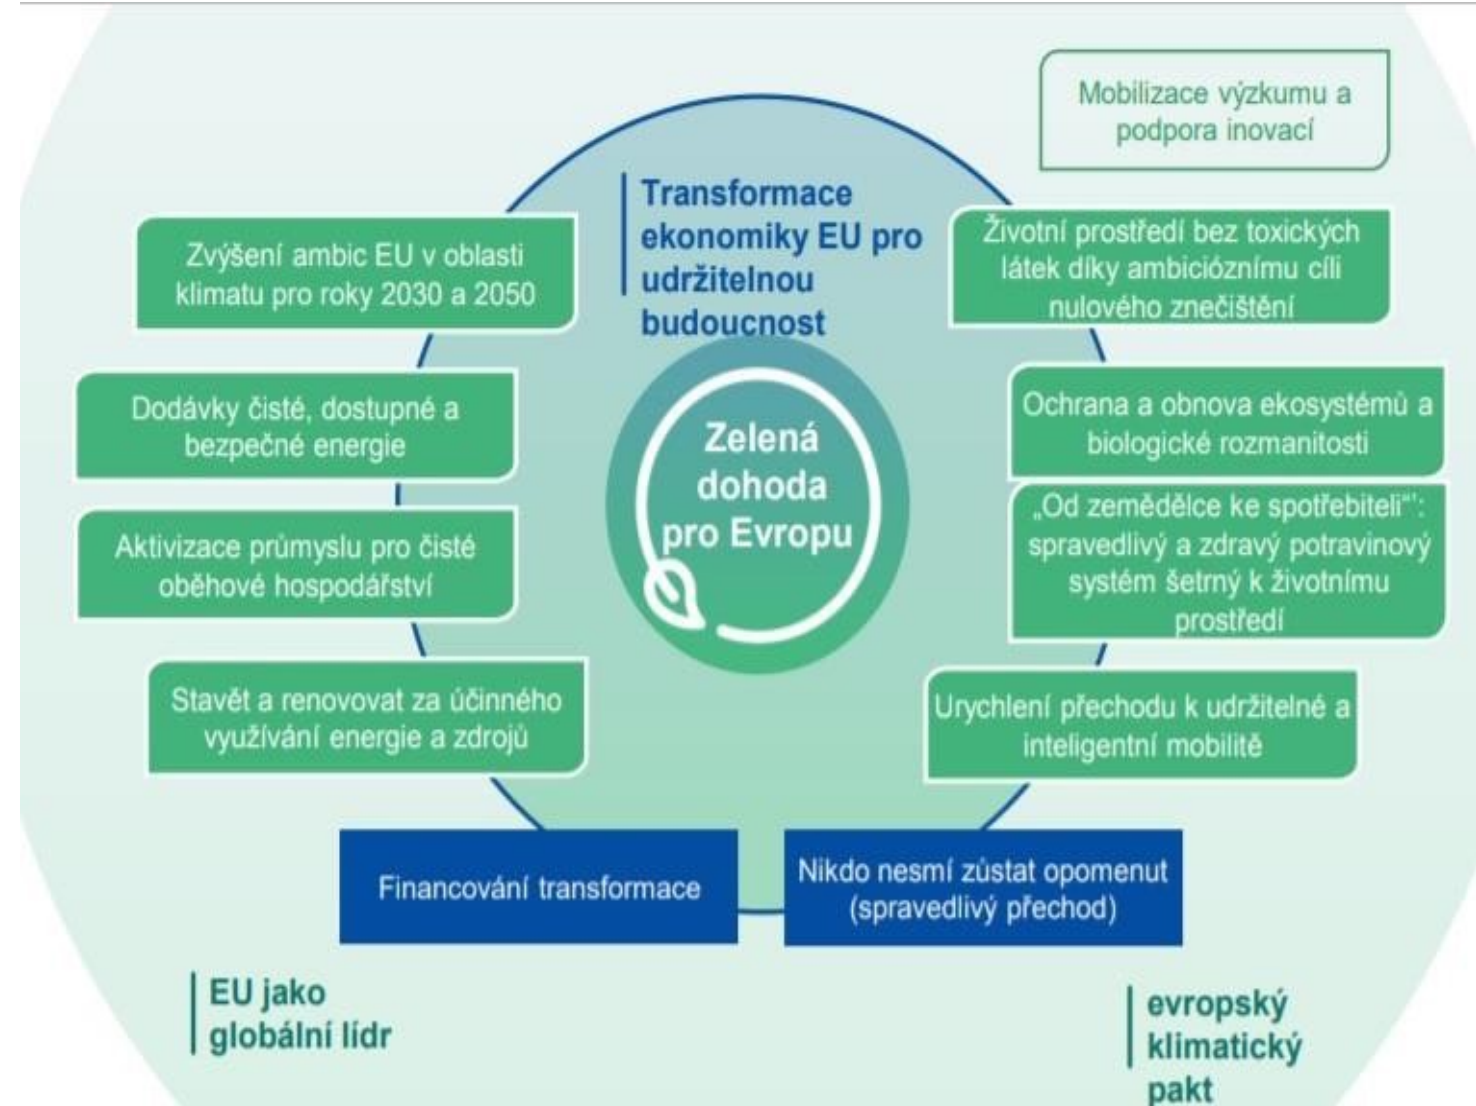 Mobilizace výzkumu a
podpora inovací
Transformace
ekonomiky EU pro
udržitelnou
budoucnost
Zvýšení ambic EU v oblasti
klimatu pro roky 2030 a 2050
Životní prostředí bez toxických
látek díky ambicióznímu cíli
nulového znečištění
Dodávky čisté, dostupné a
bezpečné energie
Ochrana a obnova ekosystémů a
biologické rozmanitosti
Zelená
dohoda
pro Evropu
Aktivizace průmyslu pro čisté
oběhové hospodářství
„Od zemědělce ke spotřebiteli“':
spravedlivý a zdravý potravinový
systém šetrný k životnímu
prostředí
Stavět a renovovat za účinného
využívání energie a zdrojů
Urychlení přechodu k udržitelné a
inteligentní mobilitě
Financování transformace
Nikdo nesmí zůstat opomenut
(spravedlivý přechod)
EU jako
globální lídr
evropský
klimatický
pakt